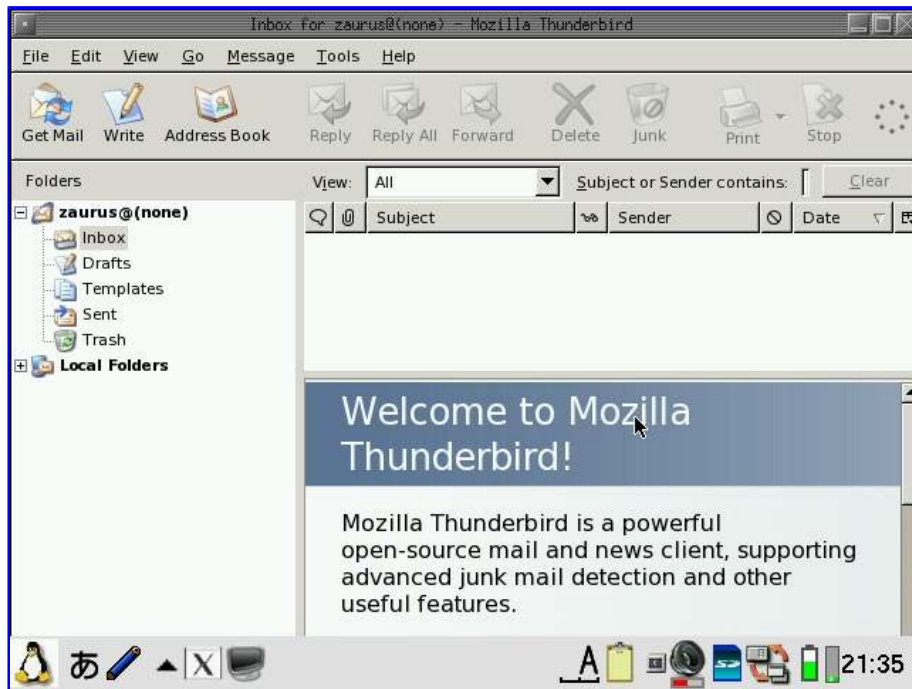 Inbox for zaurus@(none) - Mozilla Thunderbird
File Edit View Go Message Tools Help
Get Mail Write Address Book Reply Reply All Forward Delete Junk Print Stop
Folders
View: All Subject or Sender contains: Clear
Subject Sender Date
zaurus@(none)
Inbox
Drafts
Templates
Sent
Trash
Local Folders
Welcome to Mozilla
Thunderbird!
Mozilla Thunderbird is a powerful
open-source mail and news client, supporting
advanced junk mail detection and other
useful features.
あ X A SD 21:35